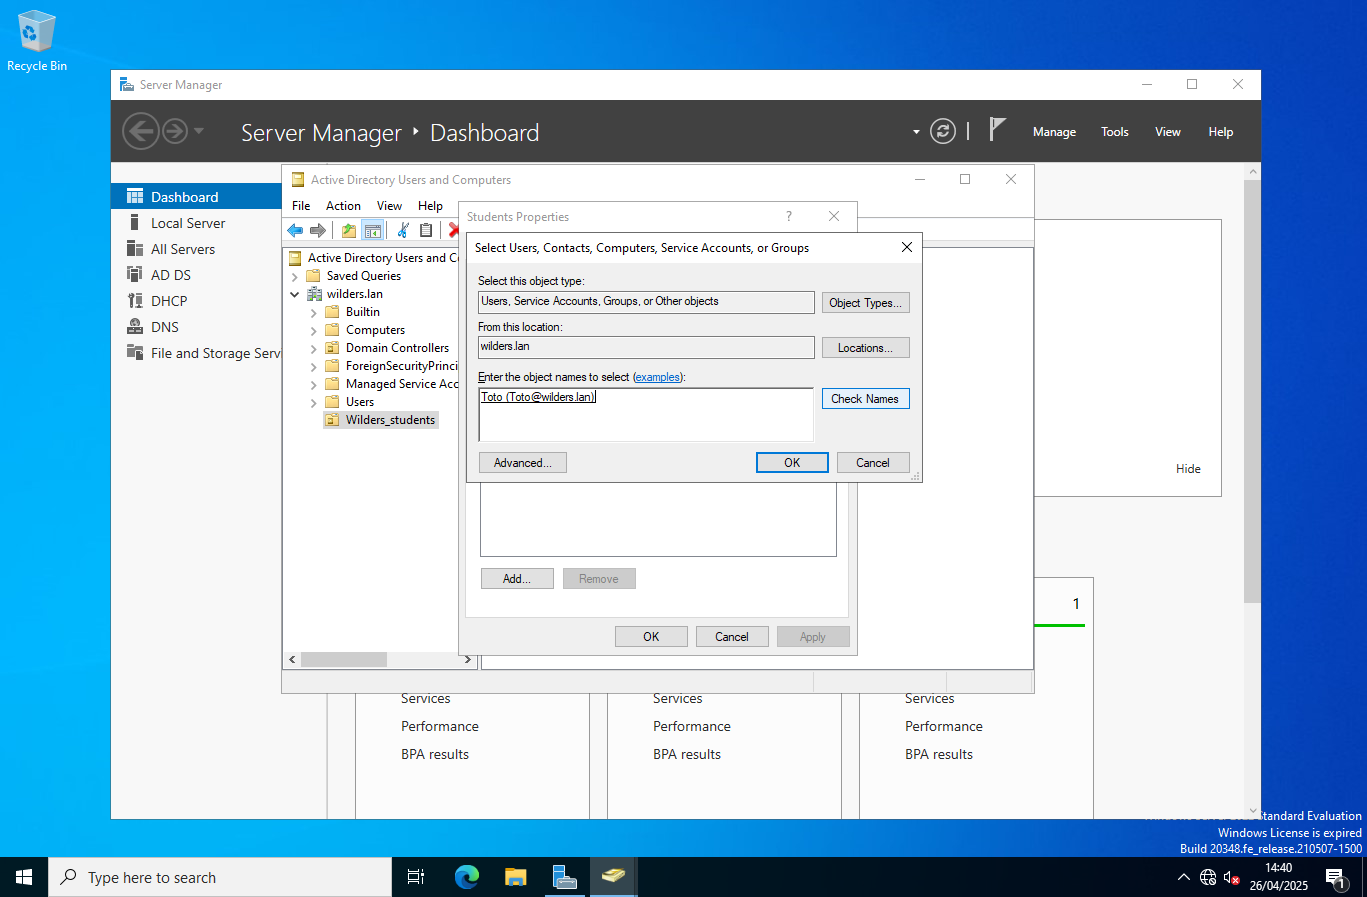 Recycle Bin
Server Manager
Server Manager Dashboard
Manage Tools View Help
Dashboard
Local Server
All Servers
AD DS
DHCP
DNS
File and Storage Serv
Active Directory Users and Computers
File Action View Help
Active Directory Users and C
Saved Queries
wilders.lan
Builtin
Computers
Domain Controllers
ForeignSecurityPrinci
Managed Service Acc
Users
Wilders_students
Students Properties
?
Select Users, Contacts, Computers, Service Accounts, or Groups
Select this object type:
Users, Service Accounts, Groups, or Other objects
Object Types...
From this location:
wilders.lan
Locations...
Enter the object names to select (examples):
Toto (Toto@wilders.lan)
Check Names
Advanced...
OK
Cancel
Add...
Remove
OK
Cancel
Apply
Hide
1
Services
Performance
BPA results
Services
Performance
BPA results
Services
Performance
BPA results
Standard Evaluation
Windows License is expired
Build 20348.fe_release.210507-1500
Type here to search
14:40
26/04/2025
1